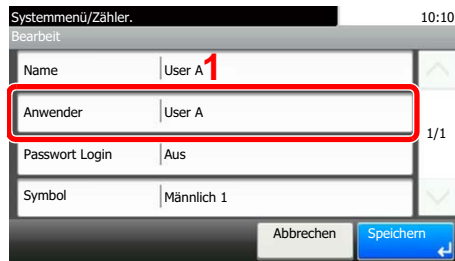 Systemmenü/Zähler. 10:10
Bearbeit
Name User A 1
Anwender User A
1/1
Passwort Login Aus
Symbol Männlich 1
Abbrechen Speichern